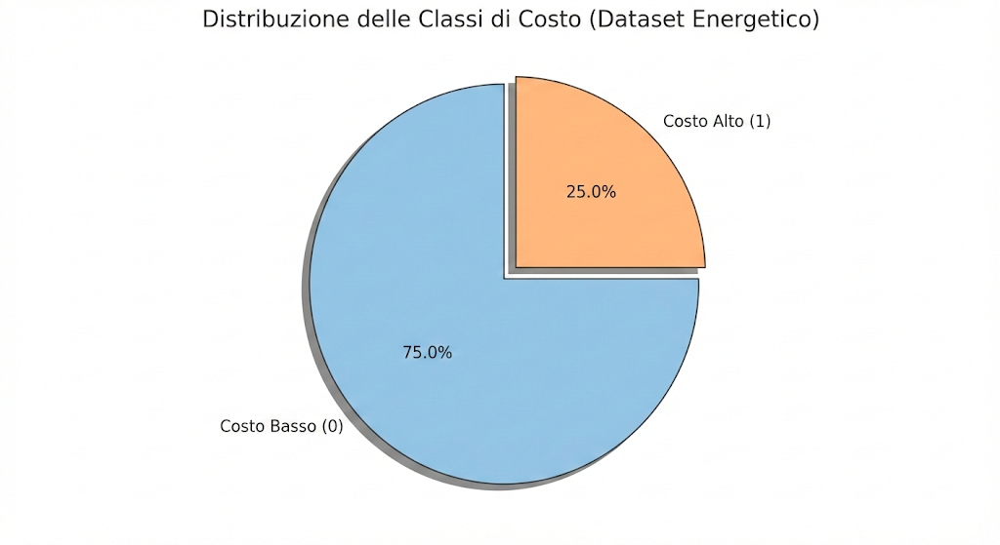 Distribuzione delle Classi di Costo (Dataset Energetico)
Costo Alto (1)
25.0%
75.0%
Costo Basso (0)